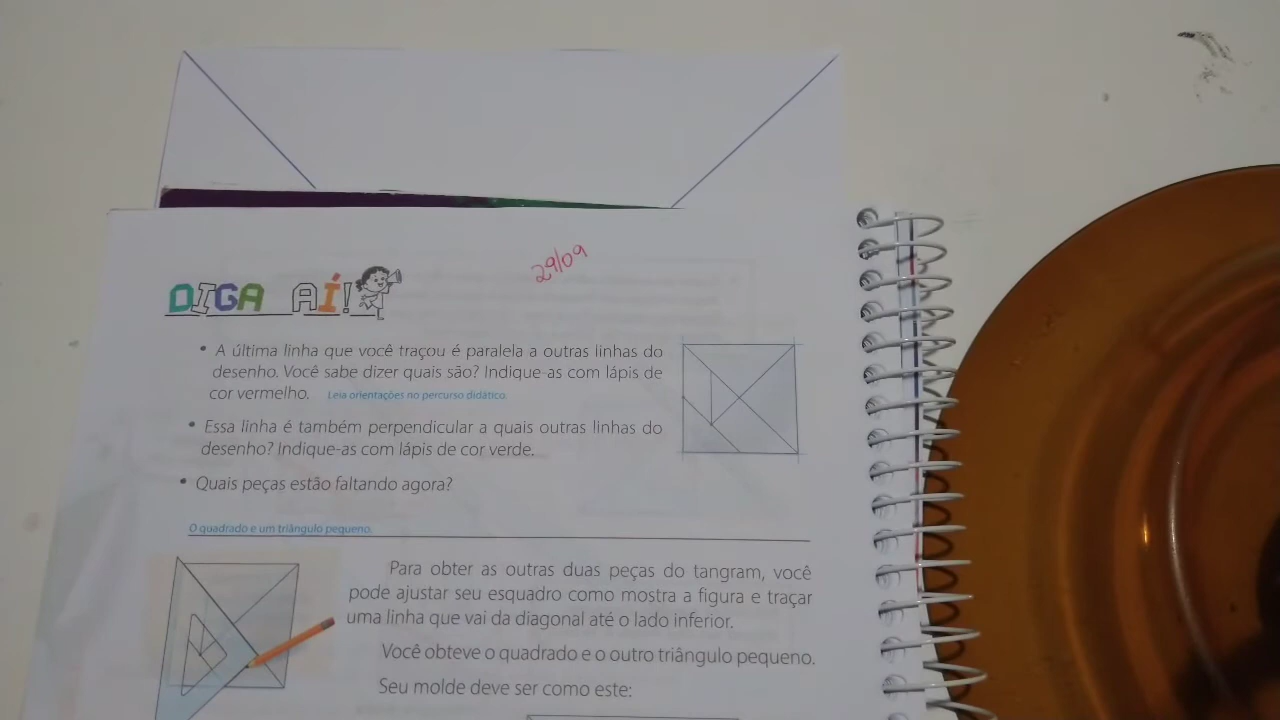 29/09
DIGA AÍ!
• A última linha que você traçou é paralela a outras linhas do
desenho. Você sabe dizer quais são? Indique-as com lápis de
cor vermelho. Leia orientações no percurso didático.
• Essa linha é também perpendicular a quais outras linhas do
desenho? Indique-as com lápis de cor verde.
• Quais peças estão faltando agora?
O quadrado e um triângulo pequeno.
Para obter as outras duas peças do tangram, você
pode ajustar seu esquadro como mostra a figura e traçar
uma linha que vai da diagonal até o lado inferior.
Você obteve o quadrado e o outro triângulo pequeno.
Seu molde deve ser como este: